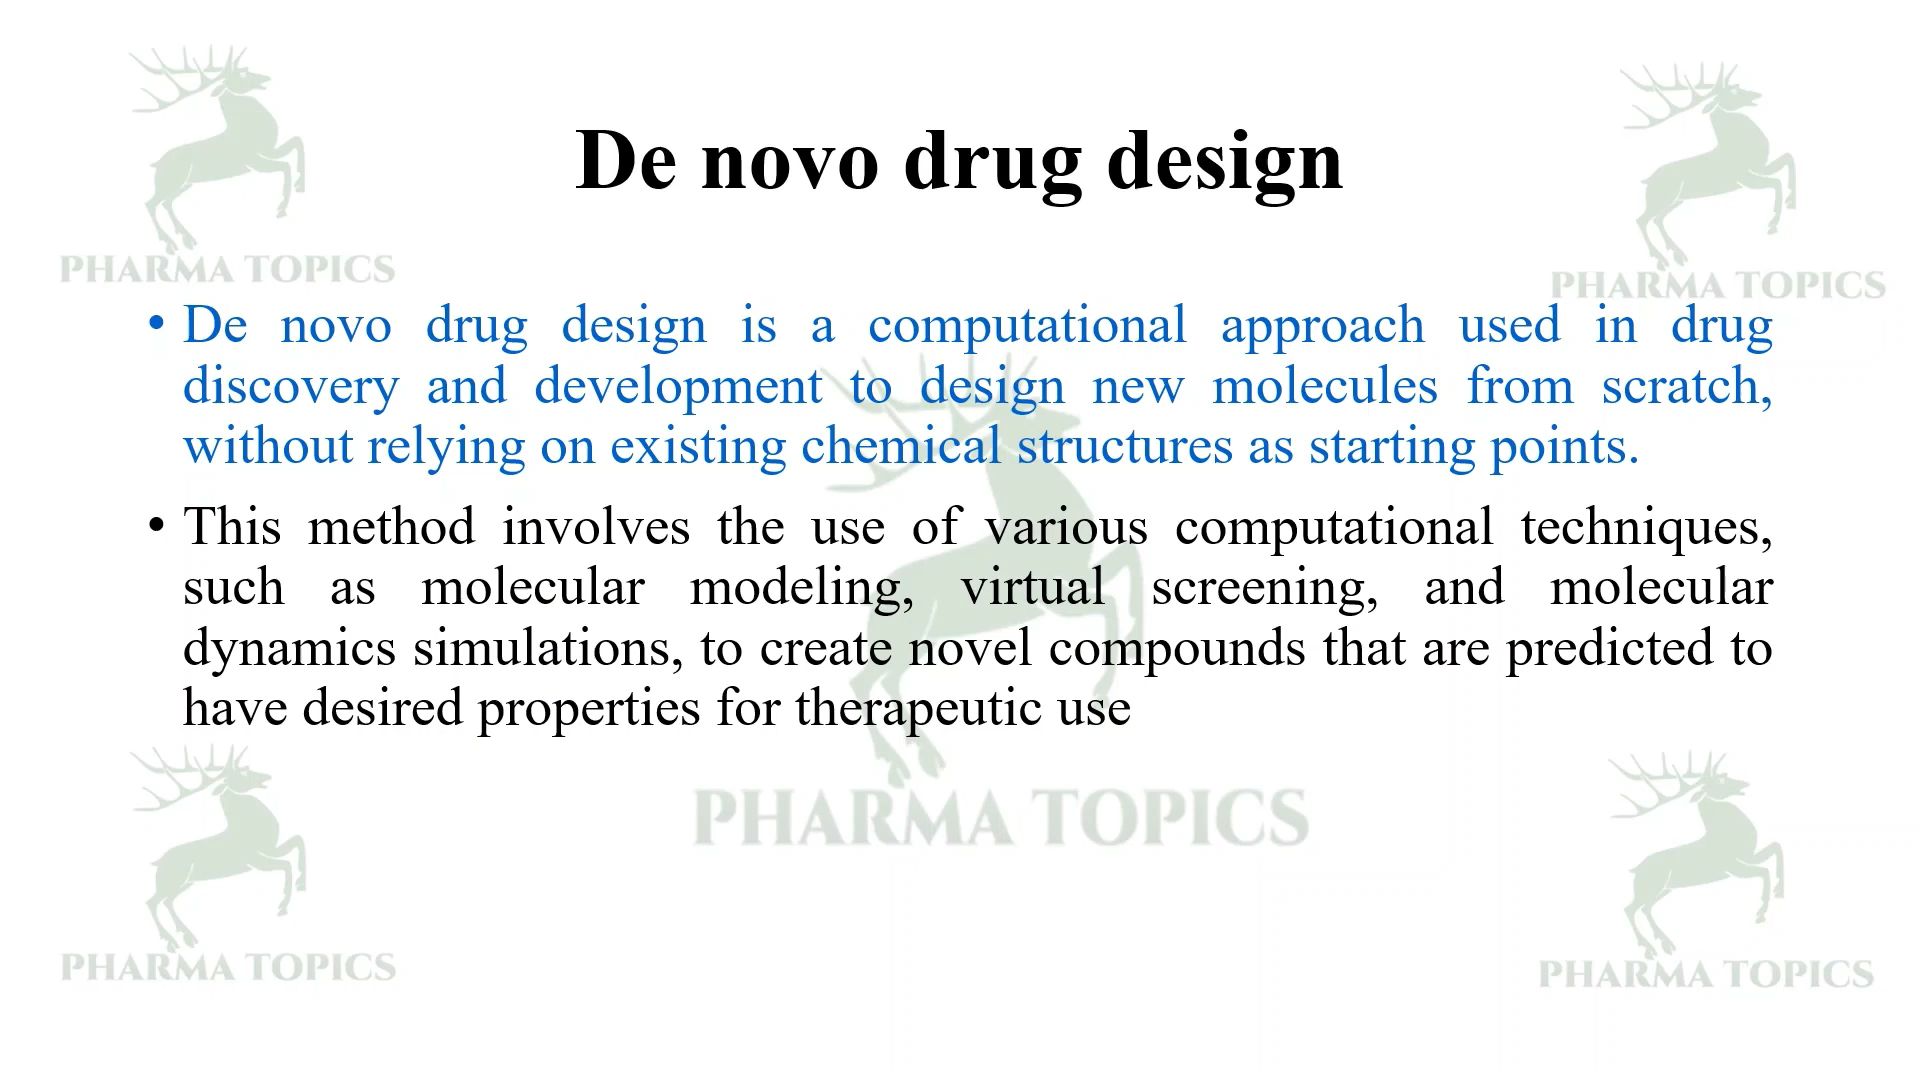 De novo drug design
PHARMA TOPICS
PHARMA TOPICS
• De novo drug design is a computational approach used in drug
discovery and development to design new molecules from scratch,
without relying on existing chemical structures as starting points.
• This method involves the use of various computational techniques,
such as molecular modeling, virtual screening, and molecular
dynamics simulations, to create novel compounds that are predicted to
have desired properties for therapeutic use
PHARMA TOPICS
PHARMA TOPICS
PHARMA TOPICS